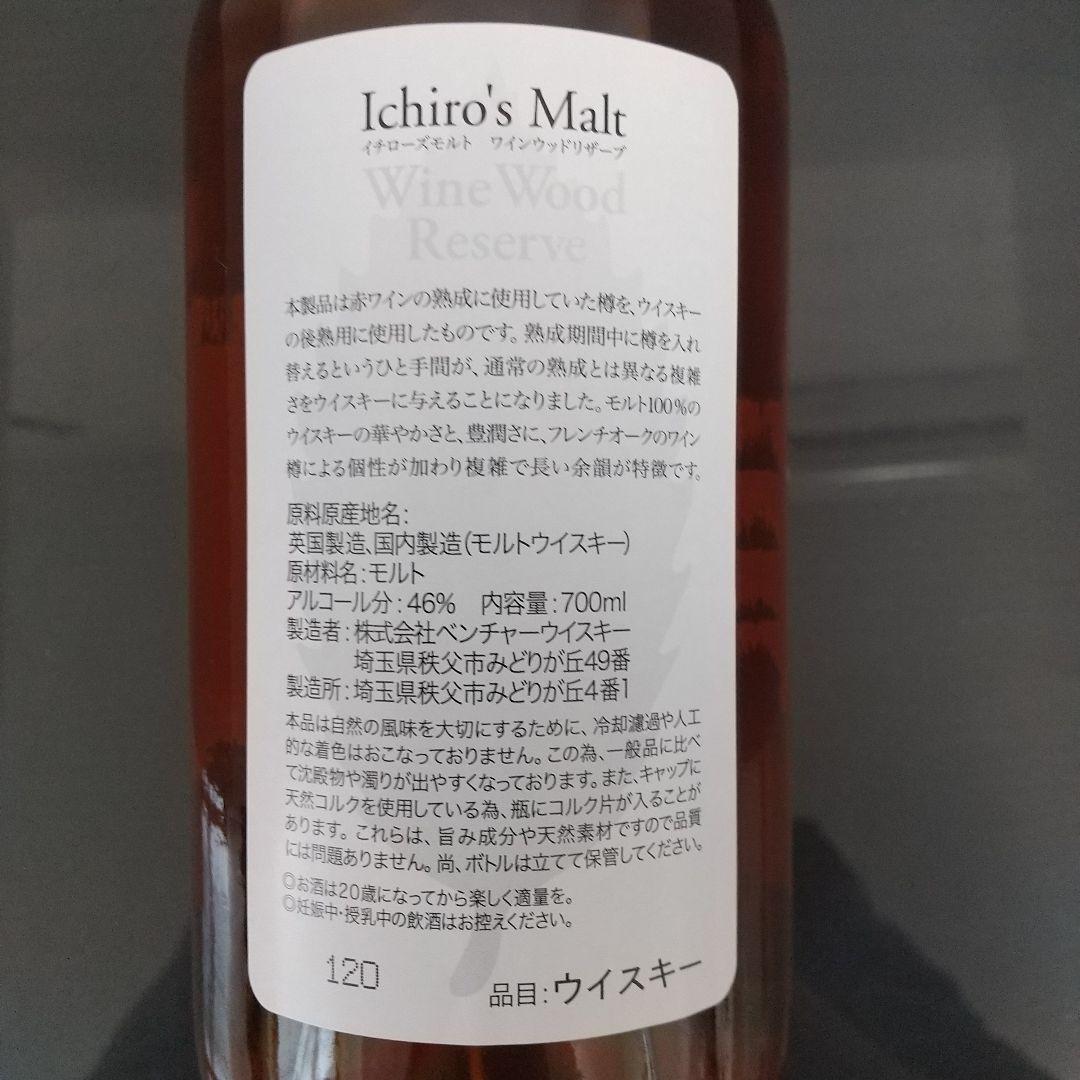 Ichiro's Malt
イチローズモルト　ワインウッドリザーブ
Wine Wood
Reserve
本製品は赤ワインの熟成に使用していた樽を、ウイスキー
の後熟用に使用したものです。熟成期間中に樽を入れ
替えるというひと手間が、通常の熟成とは異なる複雑
さをウイスキーに与えることになりました。モルト100%の
ウイスキーの華やかさと、豊潤さに、フレンチオークのワイン
樽による個性が加わり複雑で長い余韻が特徴です。
原料原産地名：
英国製造、国内製造（モルトウイスキー）
原材料名：モルト
アルコール分：46%　内容量：700ml
製造者：株式会社ベンチャーウイスキー
埼玉県秩父市みどりが丘49番
製造所：埼玉県秩父市みどりが丘4番1
本品は自然の風味を大切にするために、冷却濾過や人工
的な着色はおこなっておりません。この為、一般品に比べ
て沈殿物や濁りが出やすくなっております。また、キャップに
天然コルクを使用している為、瓶にコルク片が入ることが
あります。これらは、旨み成分や天然素材ですので品質
には問題ありません。尚、ボトルは立てて保管してください。
◎お酒は20歳になってから楽しく適量を。
◎妊娠中・授乳中の飲酒はお控えください。
120
品目：ウイスキー